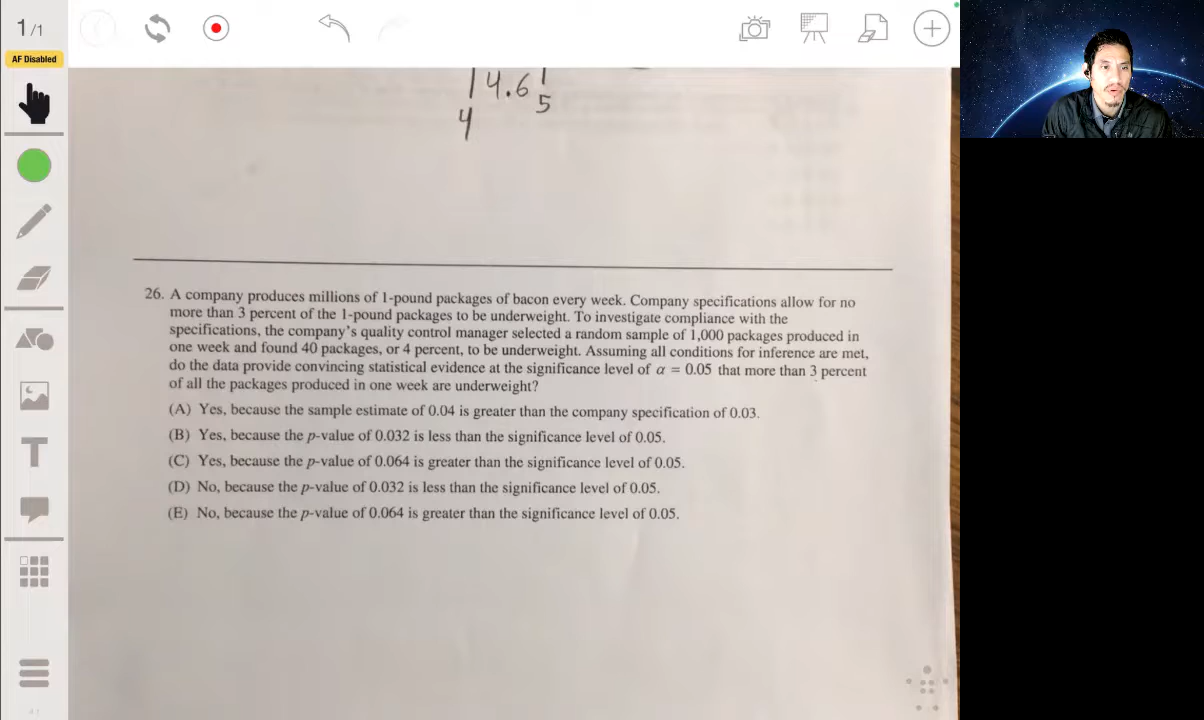 1/1
AF Disabled
14.6
5
4
26. A company produces millions of 1-pound packages of bacon every week. Company specifications allow for no
more than 3 percent of the 1-pound packages to be underweight. To investigate compliance with the
specifications, the company's quality control manager selected a random sample of 1,000 packages produced in
one week and found 40 packages, or 4 percent, to be underweight. Assuming all conditions for inference are met,
do the data provide convincing statistical evidence at the significance level of α = 0.05 that more than 3 percent
of all the packages produced in one week are underweight?
(A) Yes, because the sample estimate of 0.04 is greater than the company specification of 0.03.
(B) Yes, because the p-value of 0.032 is less than the significance level of 0.05.
(C) Yes, because the p-value of 0.064 is greater than the significance level of 0.05.
(D) No, because the p-value of 0.032 is less than the significance level of 0.05.
(E) No, because the p-value of 0.064 is greater than the significance level of 0.05.
T